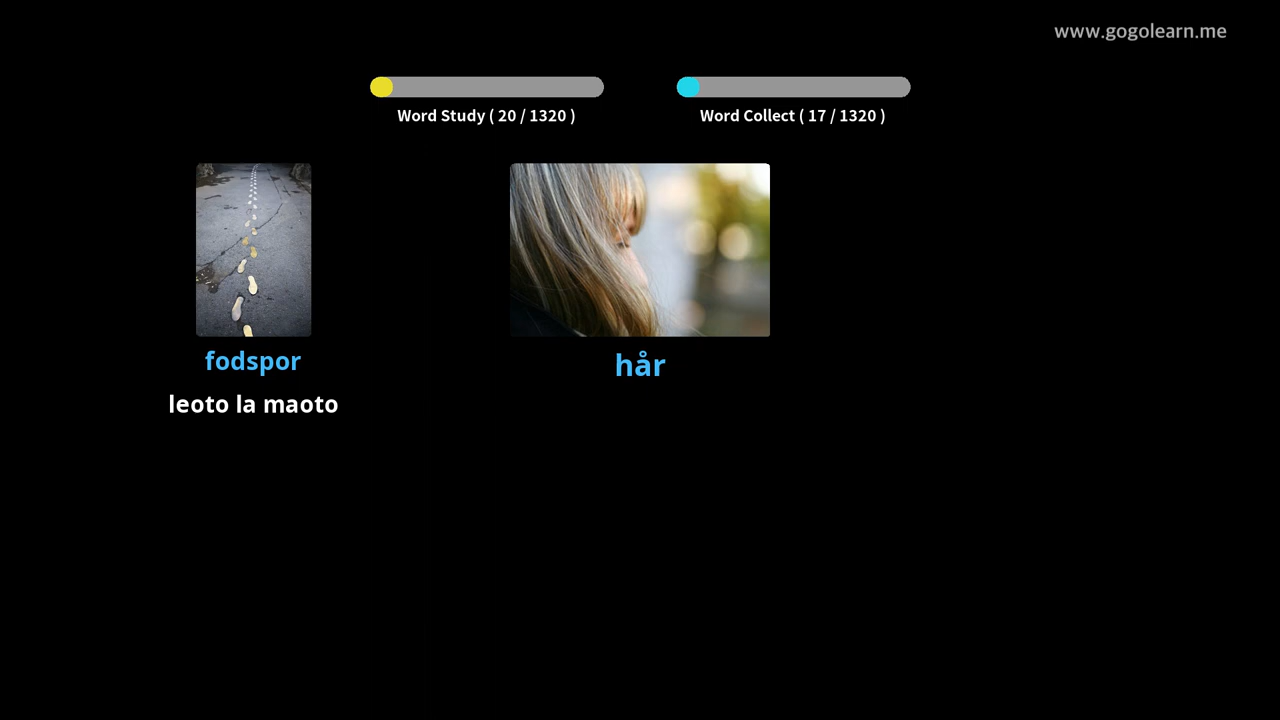 www.gogolearn.me
Word Study ( 20 / 1320 )
Word Collect ( 17 / 1320 )
fodspor
hår
leoto la maoto